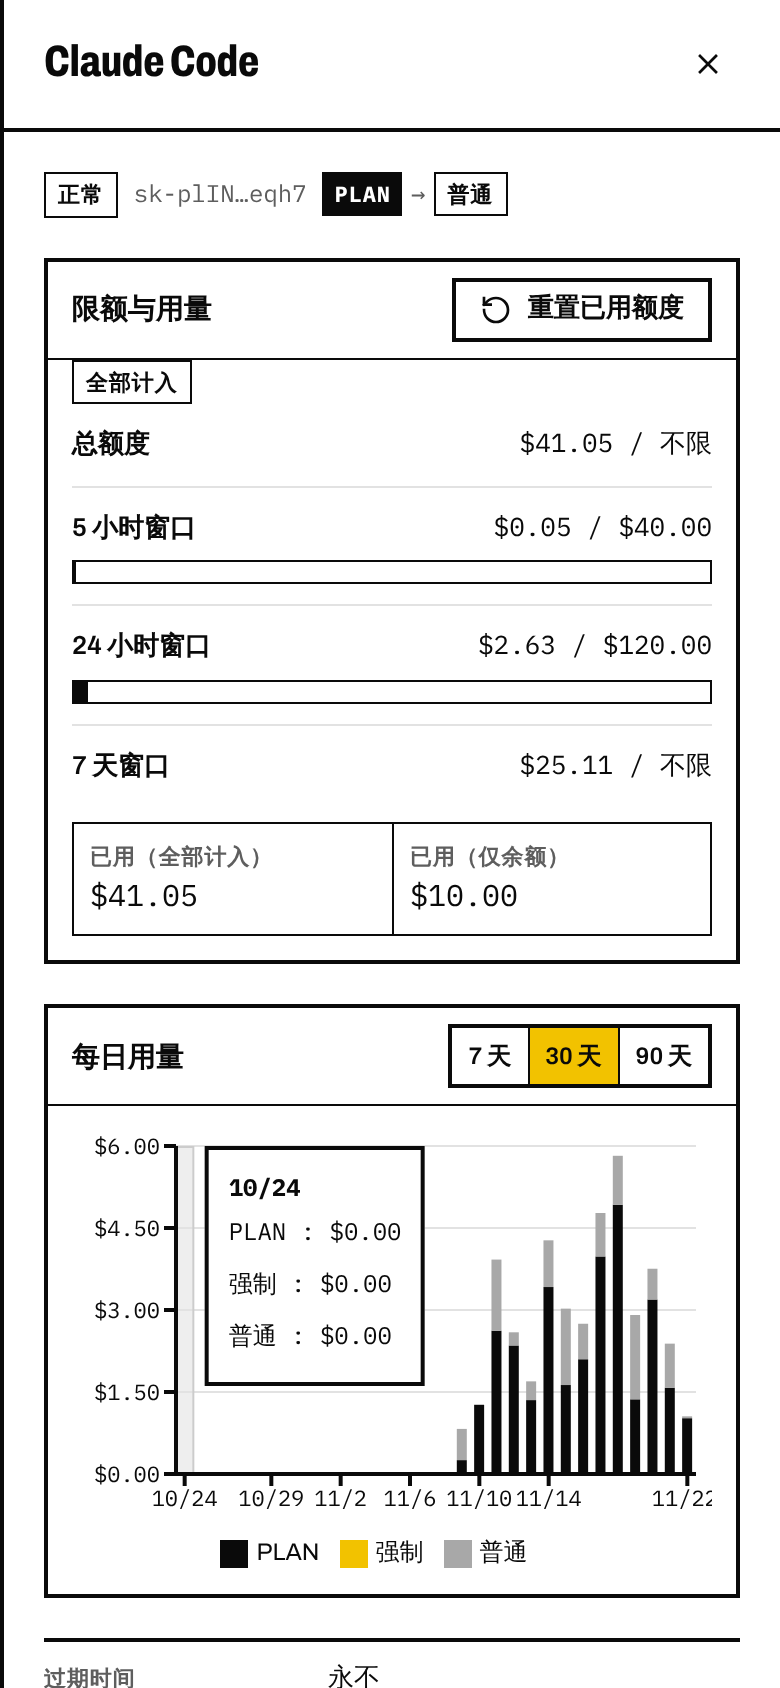 Claude Code
正常 sk-plIN…eqh7 PLAN → 普通
限额与用量 重置已用额度
全部计入
总额度 $41.05 / 不限
5 小时窗口 $0.05 / $40.00
24 小时窗口 $2.63 / $120.00
7 天窗口 $25.11 / 不限
已用（全部计入） 已用（仅余额）
$41.05 $10.00
每日用量 7 天 30 天 90 天
$6.00
10/24
PLAN : $0.00
$4.50
强制 : $0.00
$3.00
普通 : $0.00
$1.50
$0.00
10/24 10/29 11/2 11/6 11/10 11/14 11/22
PLAN 强制 普通
过期时间 永不